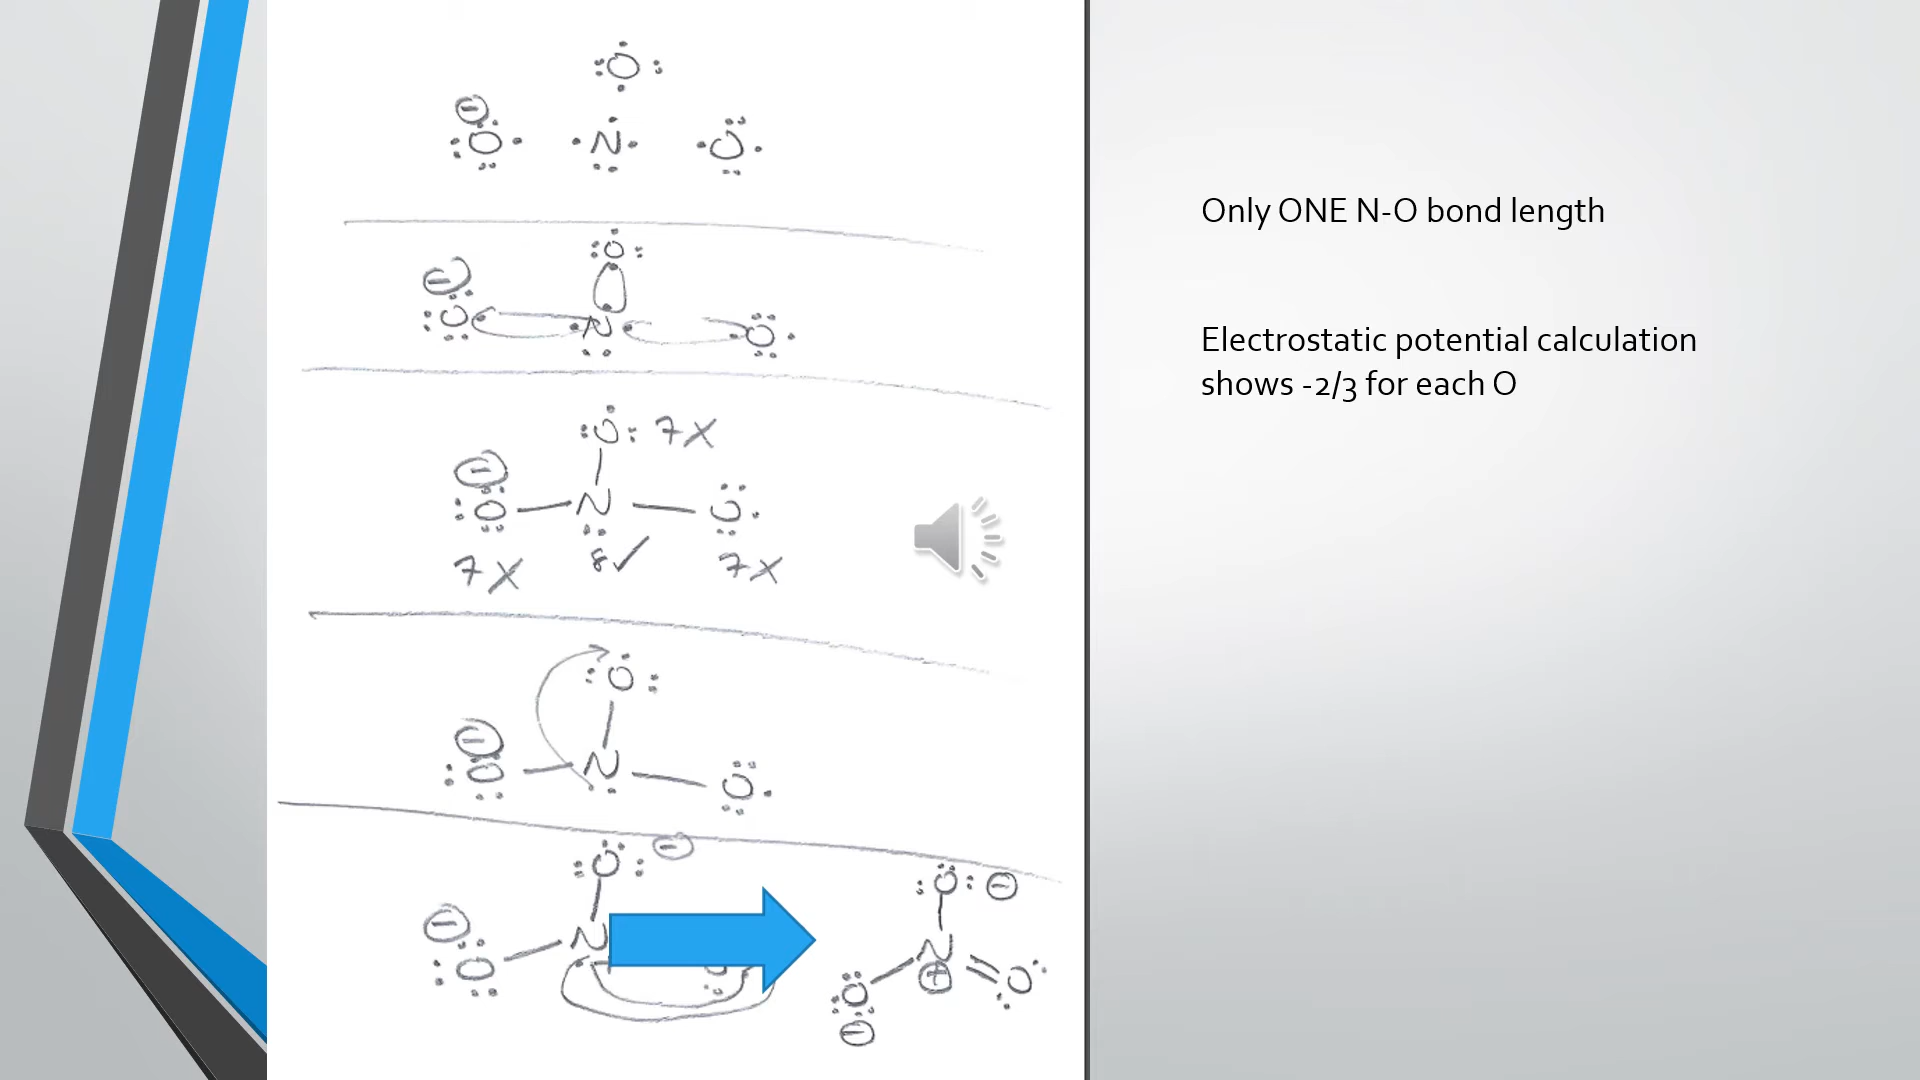 Only ONE N-O bond length
Electrostatic potential calculation
shows -2/3 for each O
O
O N O
O
O N O
O 7X
O — N — O
7X 8✓ 7X
O
O — N — O
O
O — N
O
N
O + O